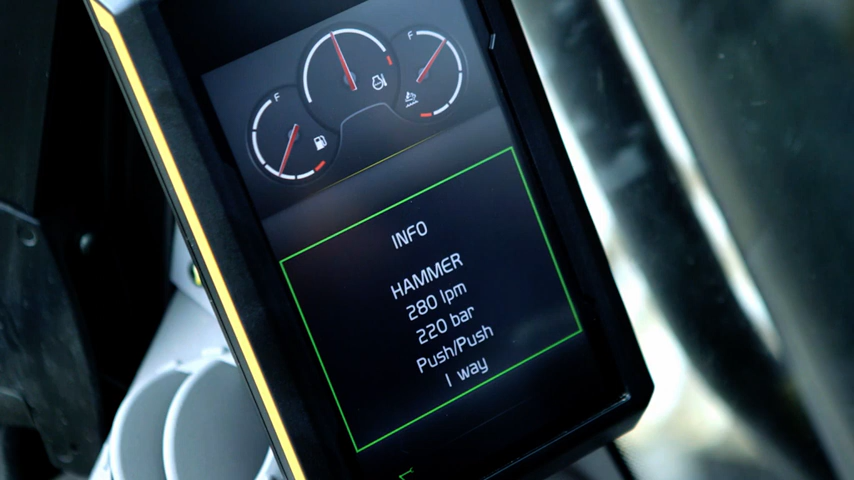 F
F
INFO
HAMMER
280 lpm
220 bar
Push/Push
1 way